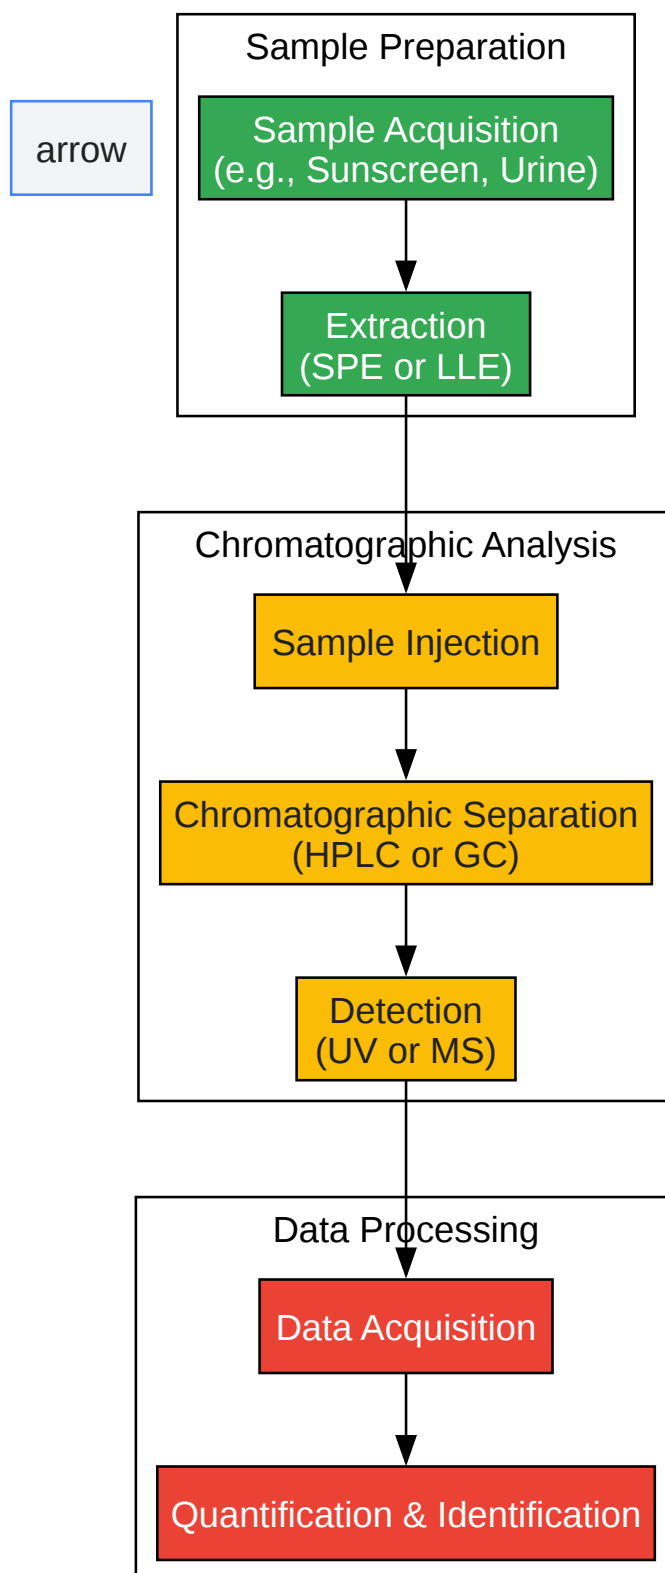 Sample Preparation
arrow
Sample Acquisition
(e.g., Sunscreen, Urine)
Extraction
(SPE or LLE)
Chromatographic Analysis
Sample Injection
Chromatographic Separation
(HPLC or GC)
Detection
(UV or MS)
Data Processing
Data Acquisition
Quantification & Identification